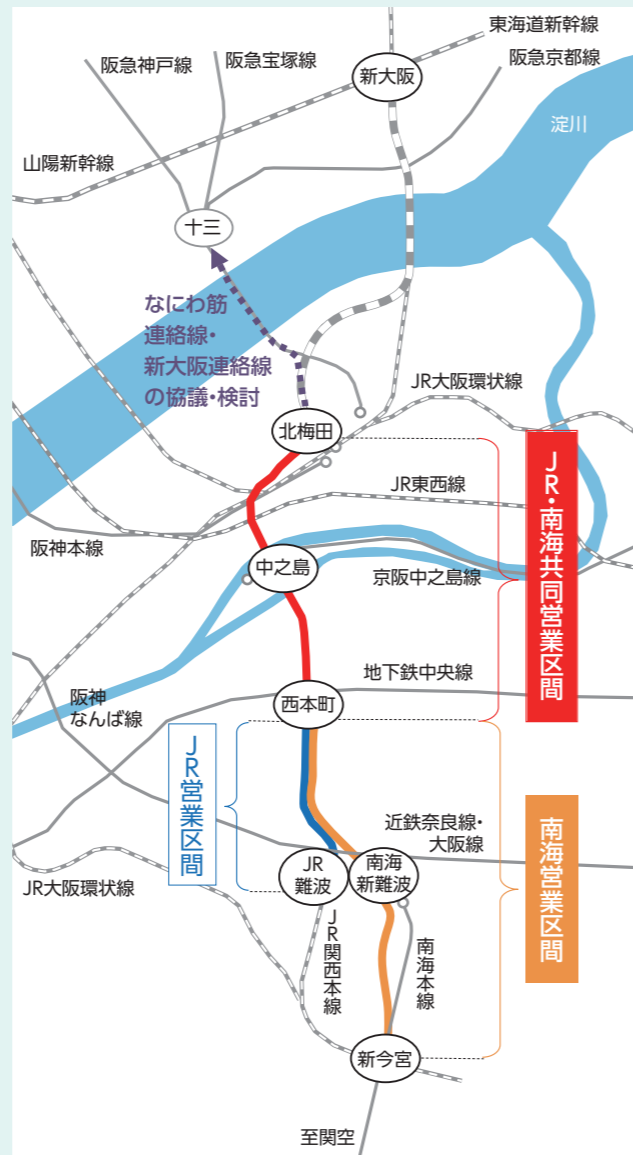 東海道新幹線
阪急神戸線
阪急宝塚線
阪急京都線
新大阪
淀川
山陽新幹線
十三
なにわ筋
連絡線・
新大阪連絡線
の協議・検討
JR大阪環状線
北梅田
JR東西線
阪神本線
中之島
京阪中之島線
JR・南海共同営業区間
地下鉄中央線
阪神
なんば線
西本町
JR営業区間
近鉄奈良線・
大阪線
南海営業区間
JR
難波
南海
新難波
JR大阪環状線
JR関西本線
南海本線
新今宮
至関空